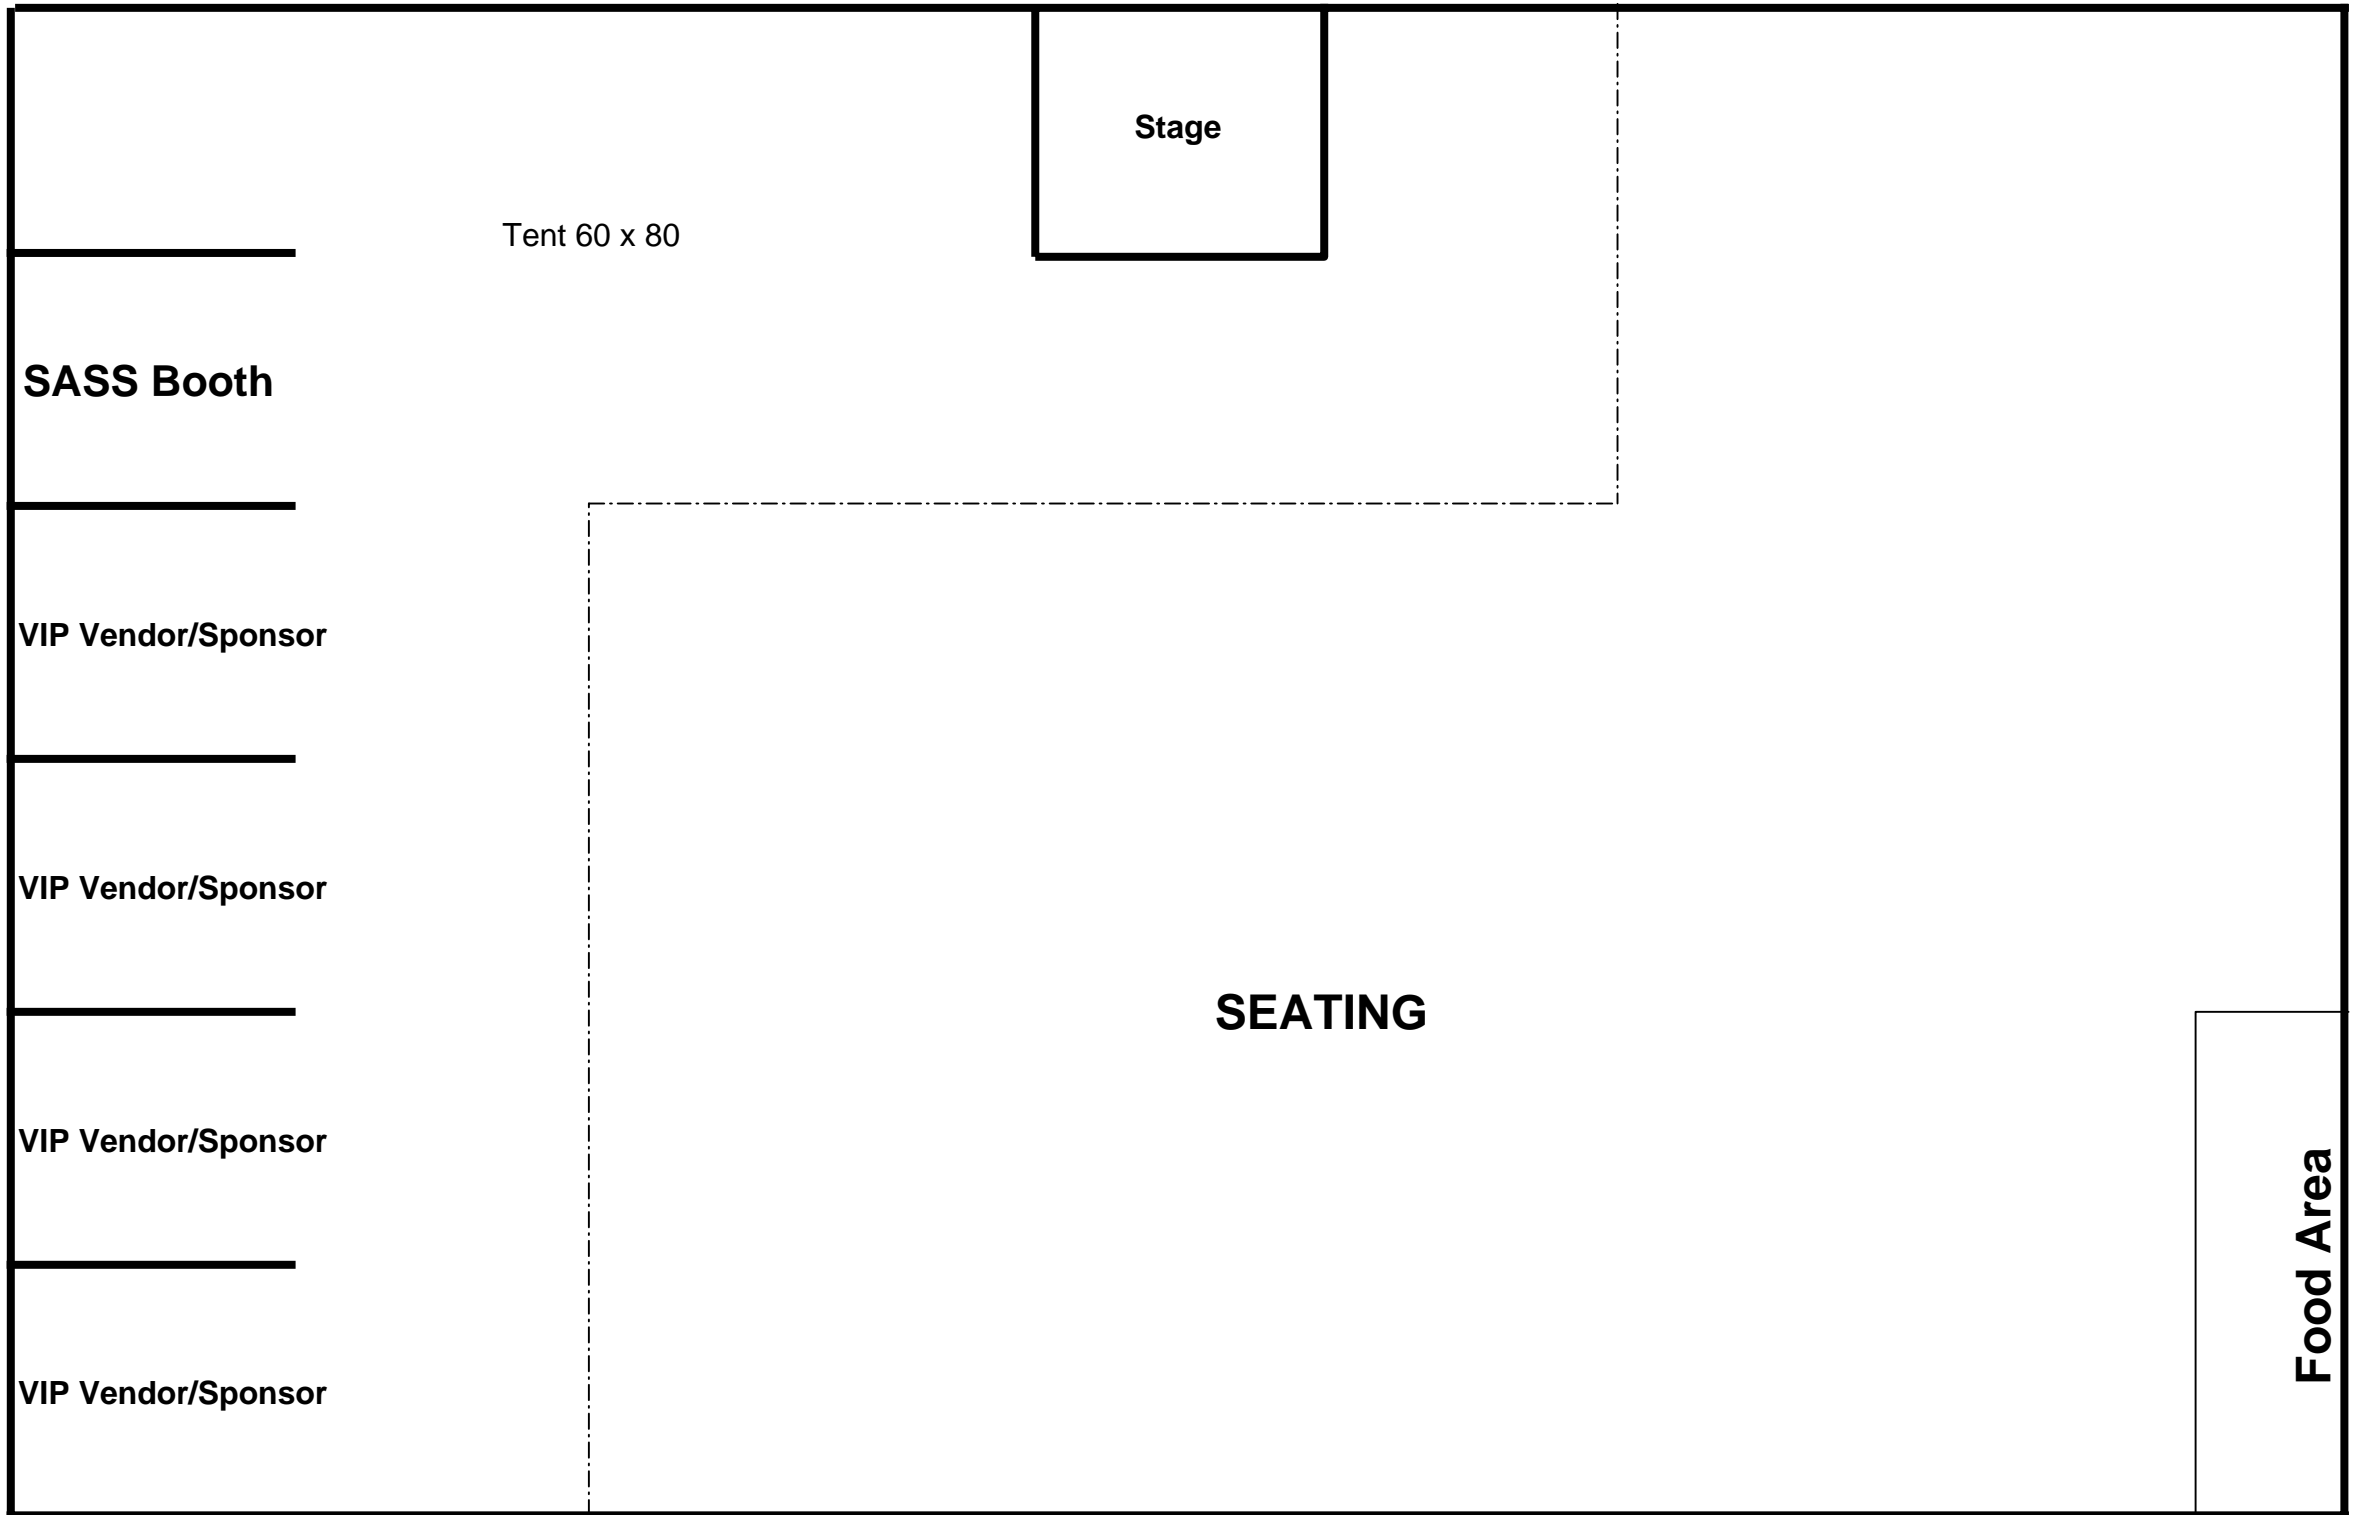 Stage
Tent 60 x 80
SASS Booth
VIP Vendor/Sponsor
VIP Vendor/Sponsor
SEATING
VIP Vendor/Sponsor
Food Area
VIP Vendor/Sponsor